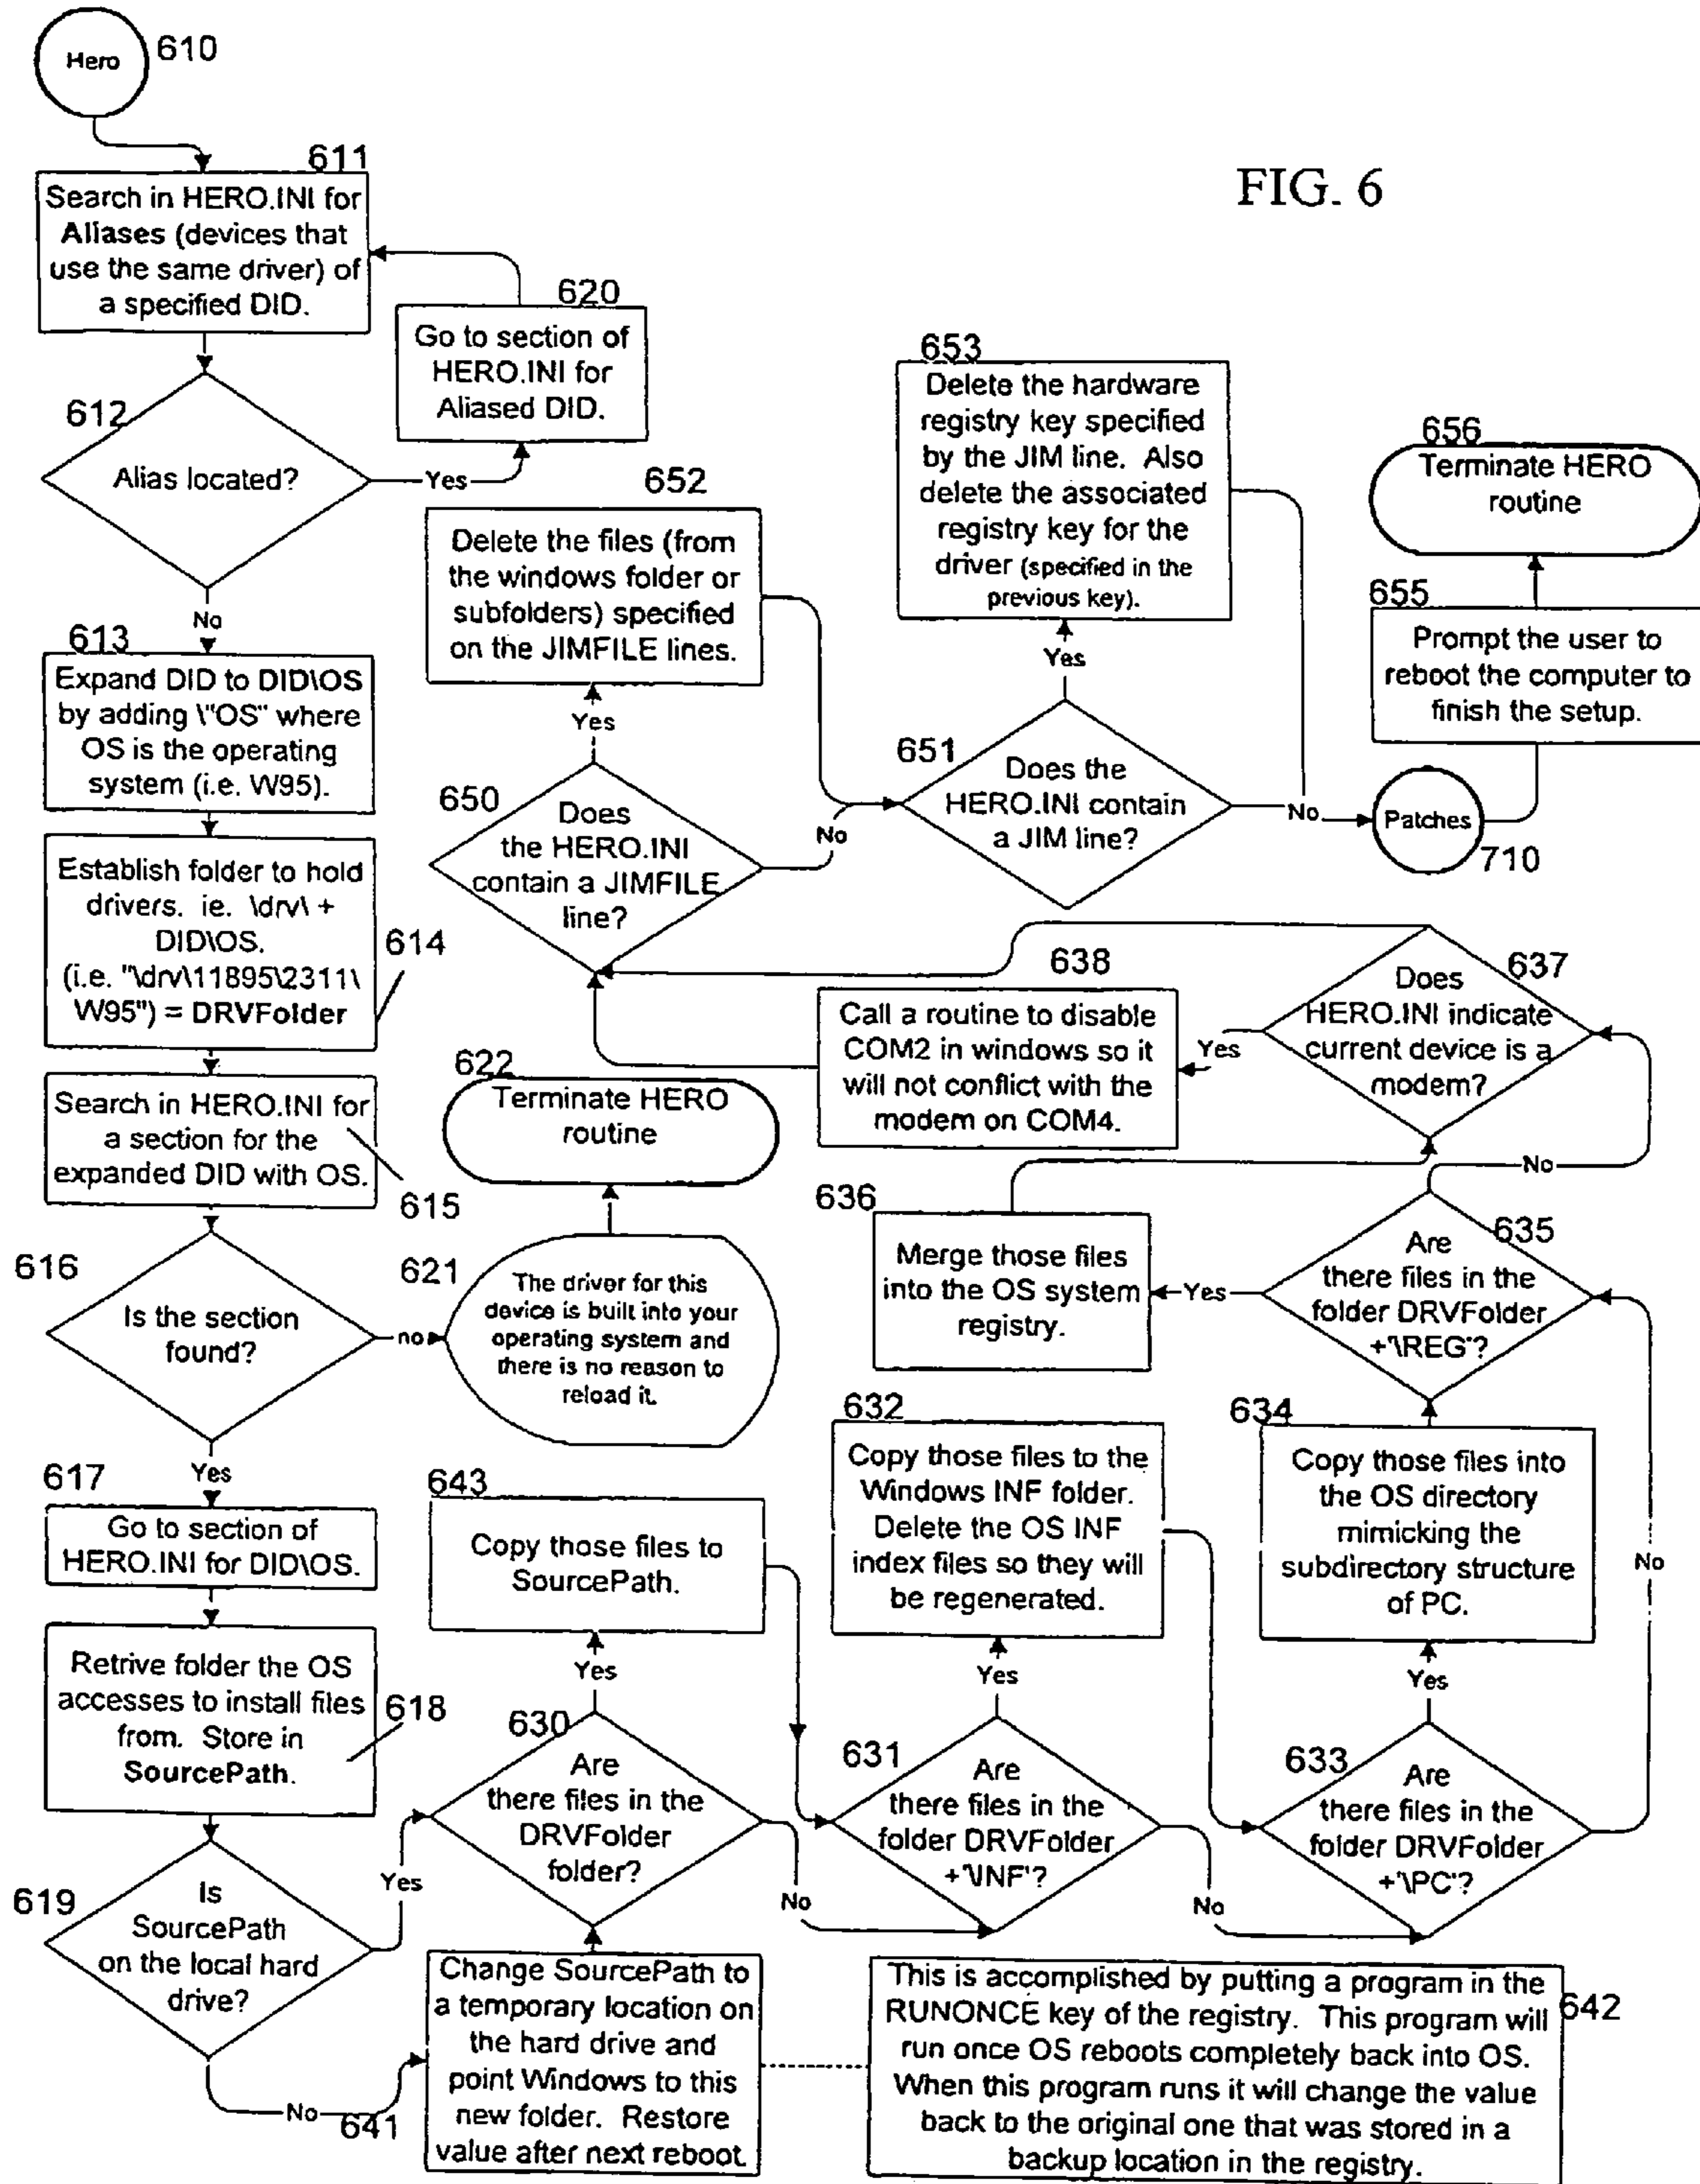 FIG. 6
Hero
610
611
Search in HERO.INI for
Aliases (devices that
use the same driver) of
a specified DID.
620
Go to section of
HERO.INI for
Aliased DID.
612
Alias located?
Yes
No
613
Expand DID to DID\OS
by adding \"OS" where
OS is the operating
system (i.e. W95).
Establish folder to hold
drivers. ie. \drv\ +
DID\OS.
(i.e. "\drv\11895\2311\
W95") = DRVFolder
614
Search in HERO.INI for
a section for the
expanded DID with OS.
615
616
Is the section
found?
no
621
The driver for this
device is built into your
operating system and
there is no reason to
reload it.
622
Terminate HERO
routine
Yes
617
Go to section of
HERO.INI for DID\OS.
Retrive folder the OS
accesses to install files
from. Store in
SourcePath.
618
619
Is
SourcePath
on the local hard
drive?
Yes
No
641
Change SourcePath to
a temporary location on
the hard drive and
point Windows to this
new folder. Restore
value after next reboot.
This is accomplished by putting a program in the
RUNONCE key of the registry. This program will
run once OS reboots completely back into OS.
When this program runs it will change the value
back to the original one that was stored in a
backup location in the registry.
642
630
Are
there files in the
DRVFolder
folder?
Yes
No
643
Copy those files to
SourcePath.
631
Are
there files in the
folder DRVFolder
+'\INF'?
Yes
No
632
Copy those files to the
Windows INF folder.
Delete the OS INF
index files so they will
be regenerated.
633
Are
there files in the
folder DRVFolder
+'\PC'?
Yes
No
634
Copy those files into
the OS directory
mimicking the
subdirectory structure
of PC.
635
Are
there files in the
folder DRVFolder
+'\REG'?
Yes
No
636
Merge those files
into the OS system
registry.
637
Does
HERO.INI indicate
current device is a
modem?
Yes
638
Call a routine to disable
COM2 in windows so it
will not conflict with the
modem on COM4.
650
Does
the HERO.INI
contain a JIMFILE
line?
Yes
No
652
Delete the files (from
the windows folder or
subfolders) specified
on the JIMFILE lines.
651
Does the
HERO.INI contain
a JIM line?
Yes
No
653
Delete the hardware
registry key specified
by the JIM line. Also
delete the associated
registry key for the
driver (specified in the
previous key).
Patches
710
655
Prompt the user to
reboot the computer to
finish the setup.
656
Terminate HERO
routine